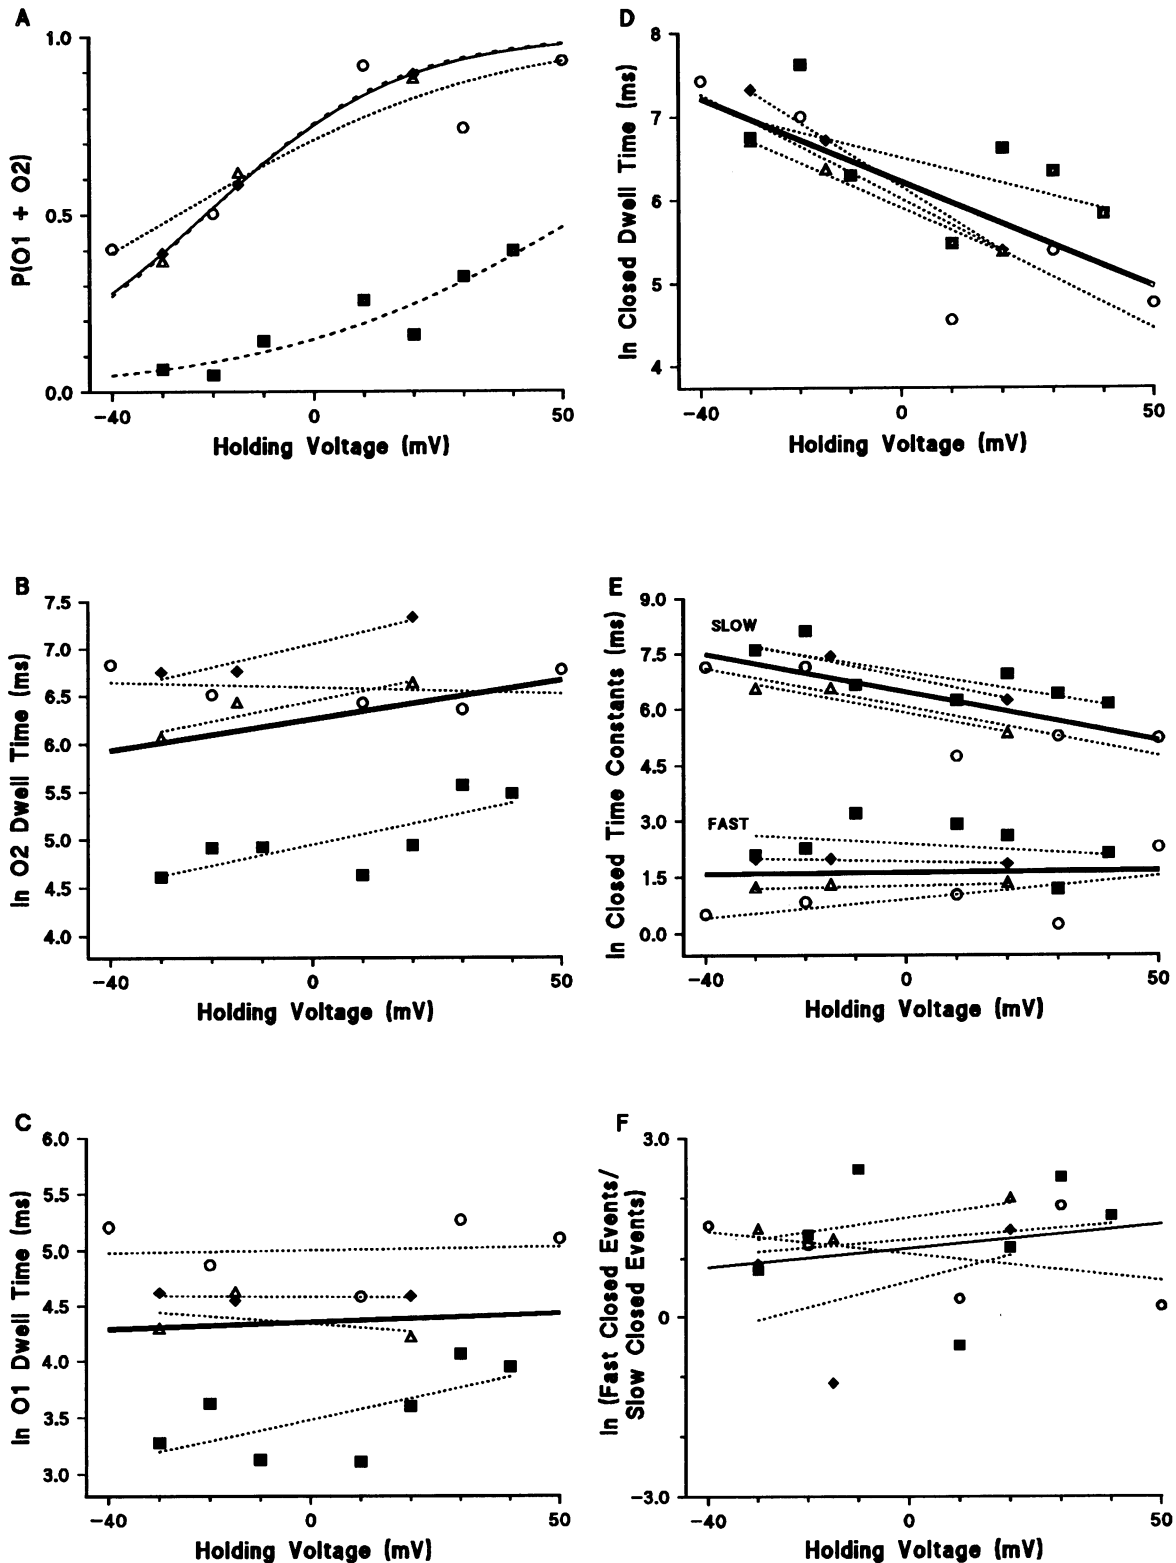 A
1.0
0.5
0.0
P(O1 + O2)
-40
0
50
Holding Voltage (mV)
D
8
7
6
5
4
ln Closed Dwell Time (ms)
-40
0
50
Holding Voltage (mV)
B
7.5
7.0
6.5
6.0
5.5
5.0
4.5
4.0
ln O2 Dwell Time (ms)
-40
0
50
Holding Voltage (mV)
E
9.0
7.5
6.0
4.5
3.0
1.5
0.0
ln Closed Time Constants (ms)
SLOW
FAST
-40
0
50
Holding Voltage (mV)
C
6.0
5.5
5.0
4.5
4.0
3.5
3.0
ln O1 Dwell Time (ms)
-40
0
50
Holding Voltage (mV)
F
3.0
0
-3.0
ln (Fast Closed Events/
Slow Closed Events)
-40
0
50
Holding Voltage (mV)